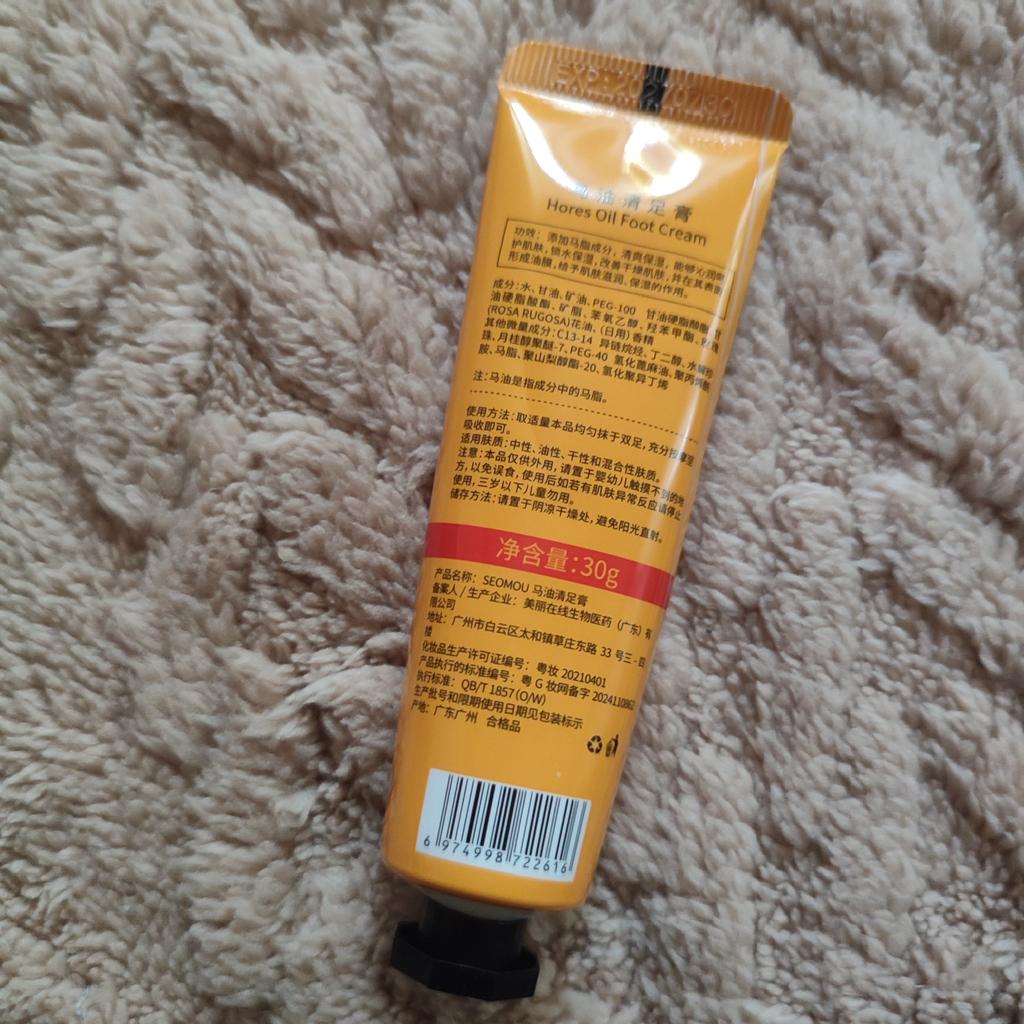 EXP: 20270430
马油清足膏
Hores Oil Foot Cream
功效：添加马脂成分，清爽保湿，能够沁润呵
护肌肤，锁水保湿，改善干燥肌肤，并在其表面
形成油膜，给予肌肤滋润、保湿的作用。
成分：水、甘油、矿油、PEG-100 甘油硬脂酸酯、
油硬脂酸酯、矿脂、苯氧乙醇、羟苯甲酯、
(ROSA RUGOSA)花油、(日用)香精
其他微量成分：C13-14 异链烷烃、丁二醇、水解珍
珠、月桂醇聚醚-7、PEG-40 氢化蓖麻油、聚丙烯酰
胺、马脂、聚山梨醇酯-20、氢化聚异丁烯
注：马油是指成分中的马脂。
使用方法：取适量本品均匀抹于双足，充分按摩至
吸收即可。
适用肤质：中性、油性、干性和混合性肤质。
注意：本品仅供外用，请置于婴幼儿触摸不到的地
方，以免误食，使用后如若有肌肤异常反应请停止
使用，三岁以下儿童勿用。
储存方法：请置于阴凉干燥处，避免阳光直射。
净含量：30g
产品名称：SEOMOU 马油清足膏
备案人/生产企业：美丽在线生物医药（广东）有
限公司
地址：广州市白云区太和镇草庄东路 33 号三-四
楼
化妆品生产许可证编号：粤妆 20210401
产品执行的标准编号：粤 G 妆网备字 2024110862
执行标准：QB/T 1857(O/W)
生产批号和限期使用日期见包装标示
产地：广东广州 合格品
6 974998 722616